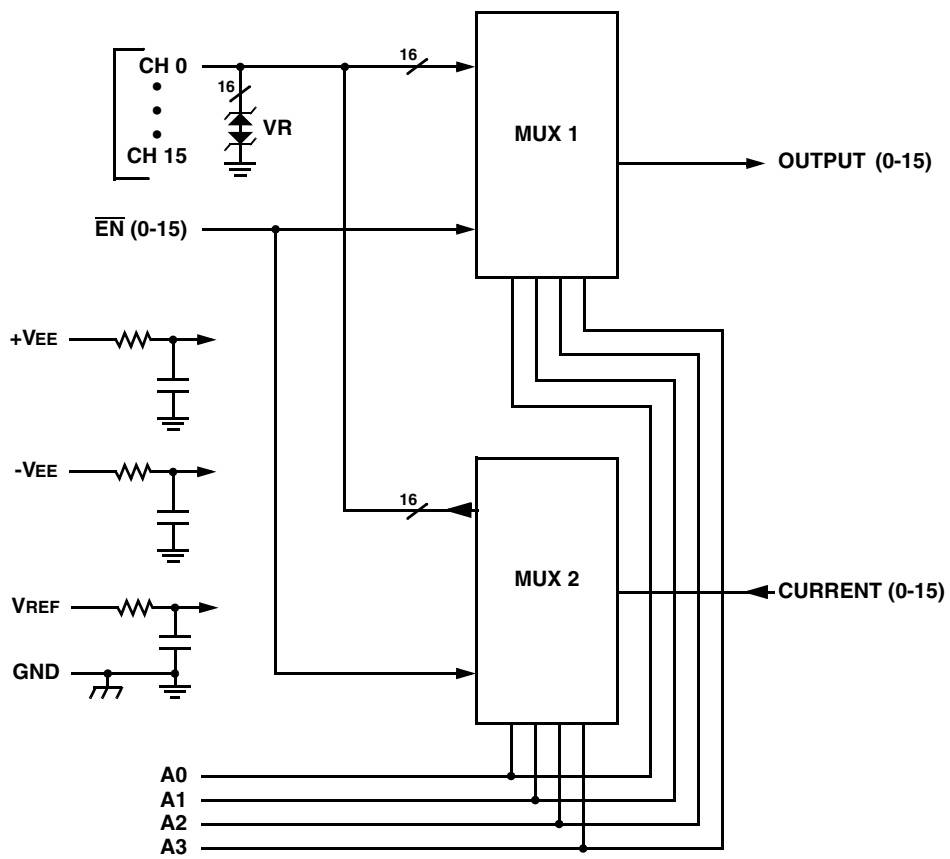 CH 0
16
MUX 1
16
VR
CH 15
OUTPUT (0-15)
EN (0-15)
+VEE
-VEE
16
MUX 2
CURRENT (0-15)
VREF
GND
A0
A1
A2
A3